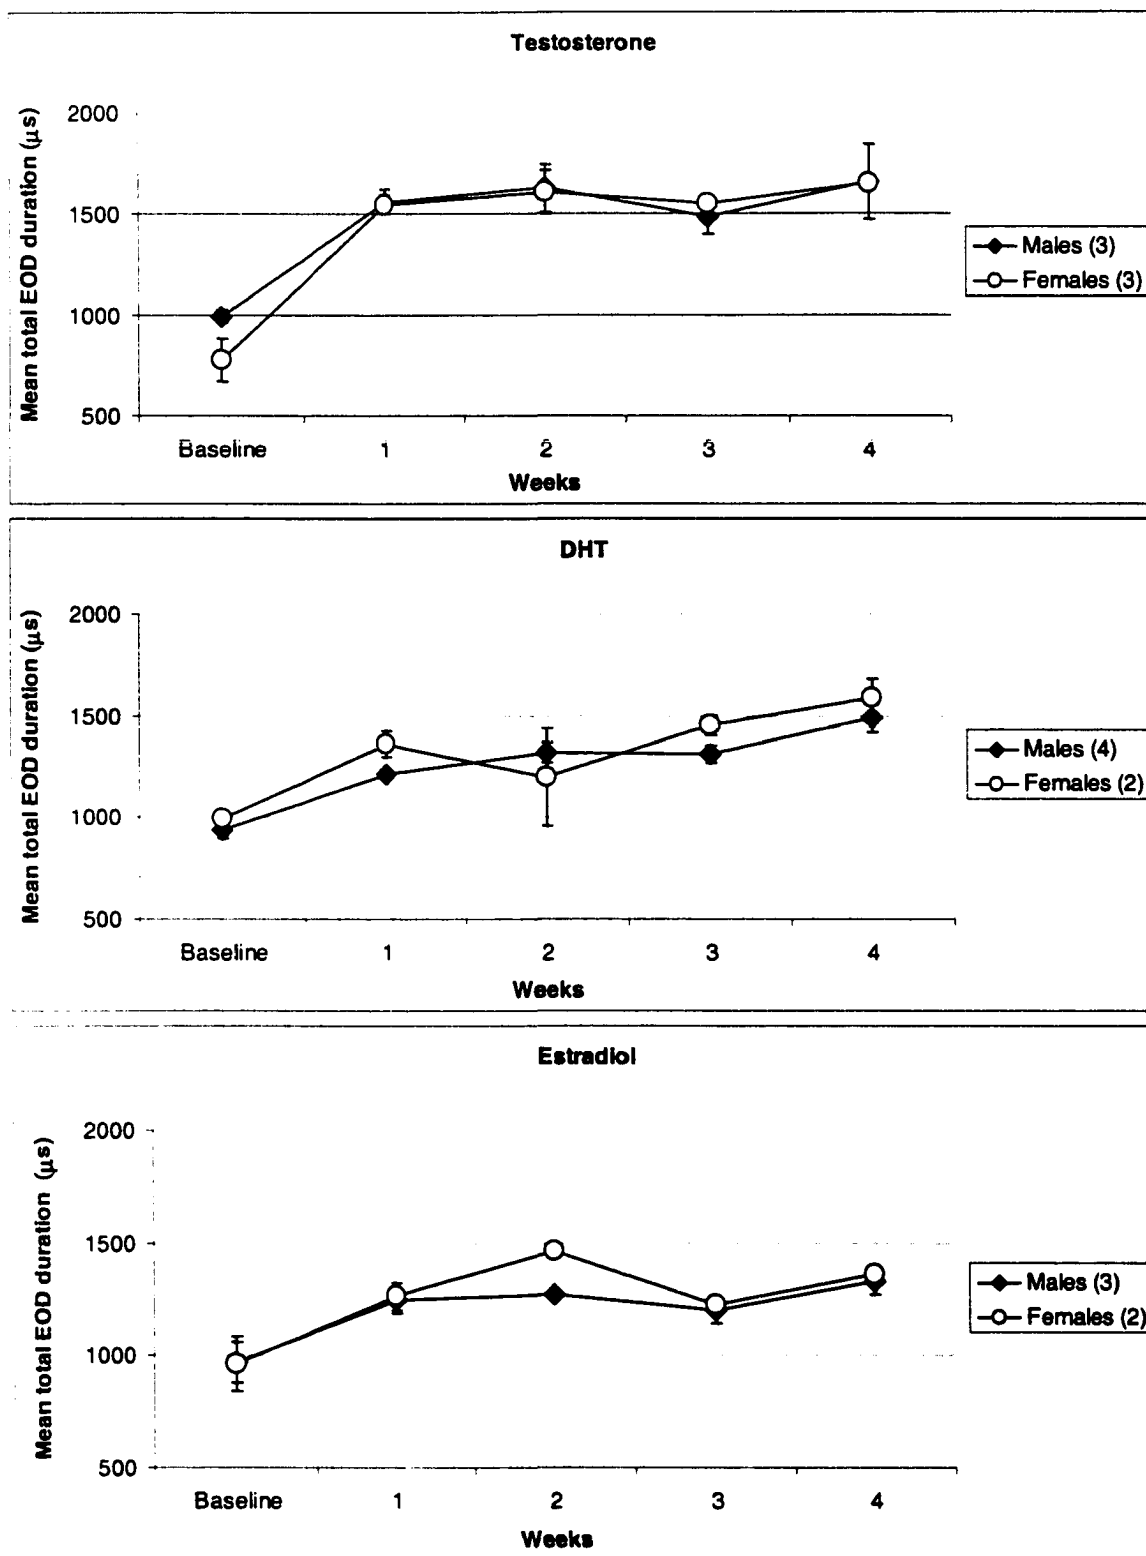 Testosterone
Mean total EOD duration (µs)
2000
1500
1000
500
Baseline 1 2 3 4
Weeks
Males (3)
Females (3)
DHT
Mean total EOD duration (µs)
2000
1500
1000
500
Baseline 1 2 3 4
Weeks
Males (4)
Females (2)
Estradiol
Mean total EOD duration (µs)
2000
1500
1000
500
Baseline 1 2 3 4
Weeks
Males (3)
Females (2)